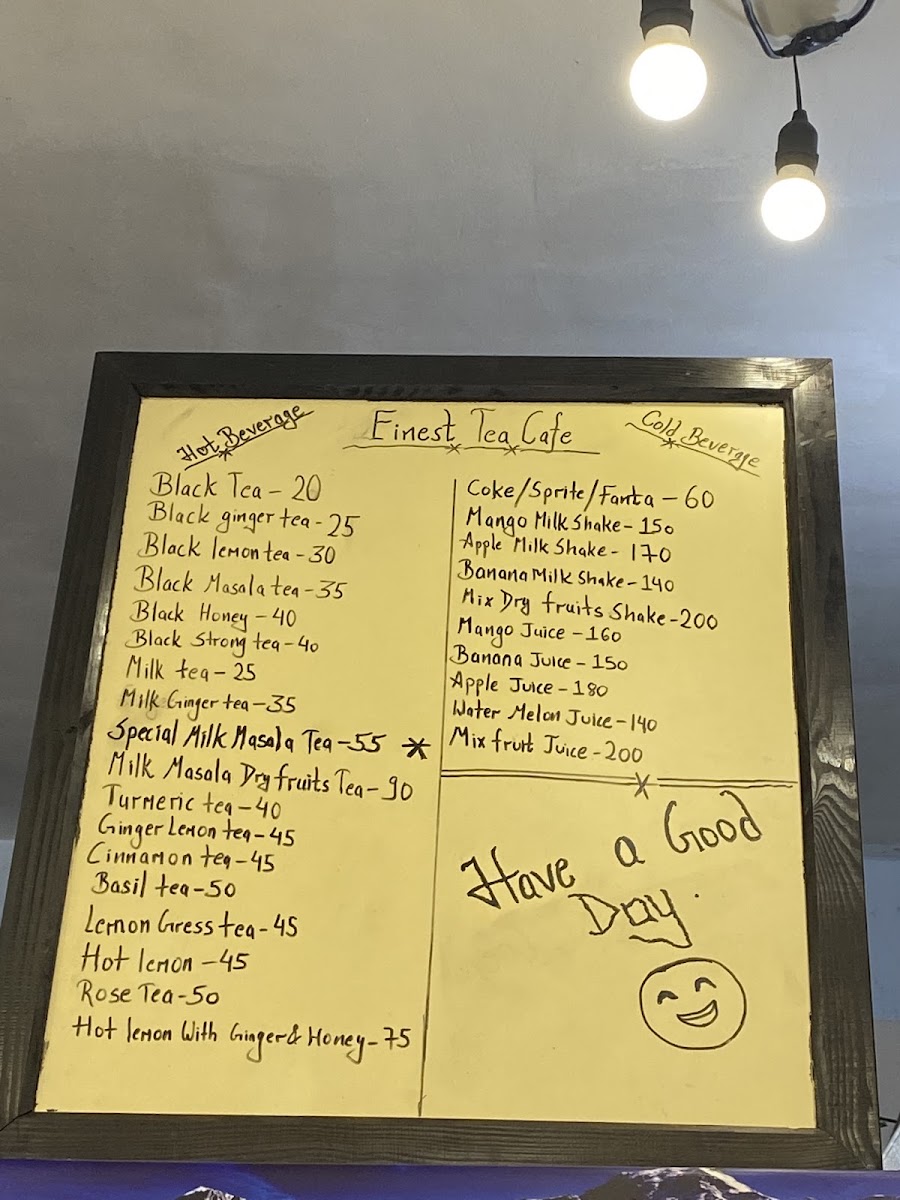 Finest Tea Cafe
Hot Beverage
Black Tea - 20
Black ginger tea - 25
Black lemon tea - 30
Black Masala tea - 35
Black Honey - 40
Black Strong tea - 40
Milk tea - 25
Milk Ginger tea - 35
Special Milk Masala Tea - 55 *
Milk Masala Dry fruits Tea - 90
Turmeric tea - 40
Ginger Lemon tea - 45
Cinnamon tea - 45
Basil tea - 50
Lemon Gress tea - 45
Hot lemon - 45
Rose Tea - 50
Hot lemon With Ginger & Honey - 75
Cold Beverage
Coke/Sprite/Fanta - 60
Mango Milk Shake - 150
Apple Milk Shake - 170
Banana Milk Shake - 140
Mix Dry fruits Shake - 200
Mango Juice - 160
Banana Juice - 150
Apple Juice - 180
Water Melon Juice - 140
Mix fruit Juice - 200
Have a Good
Day.